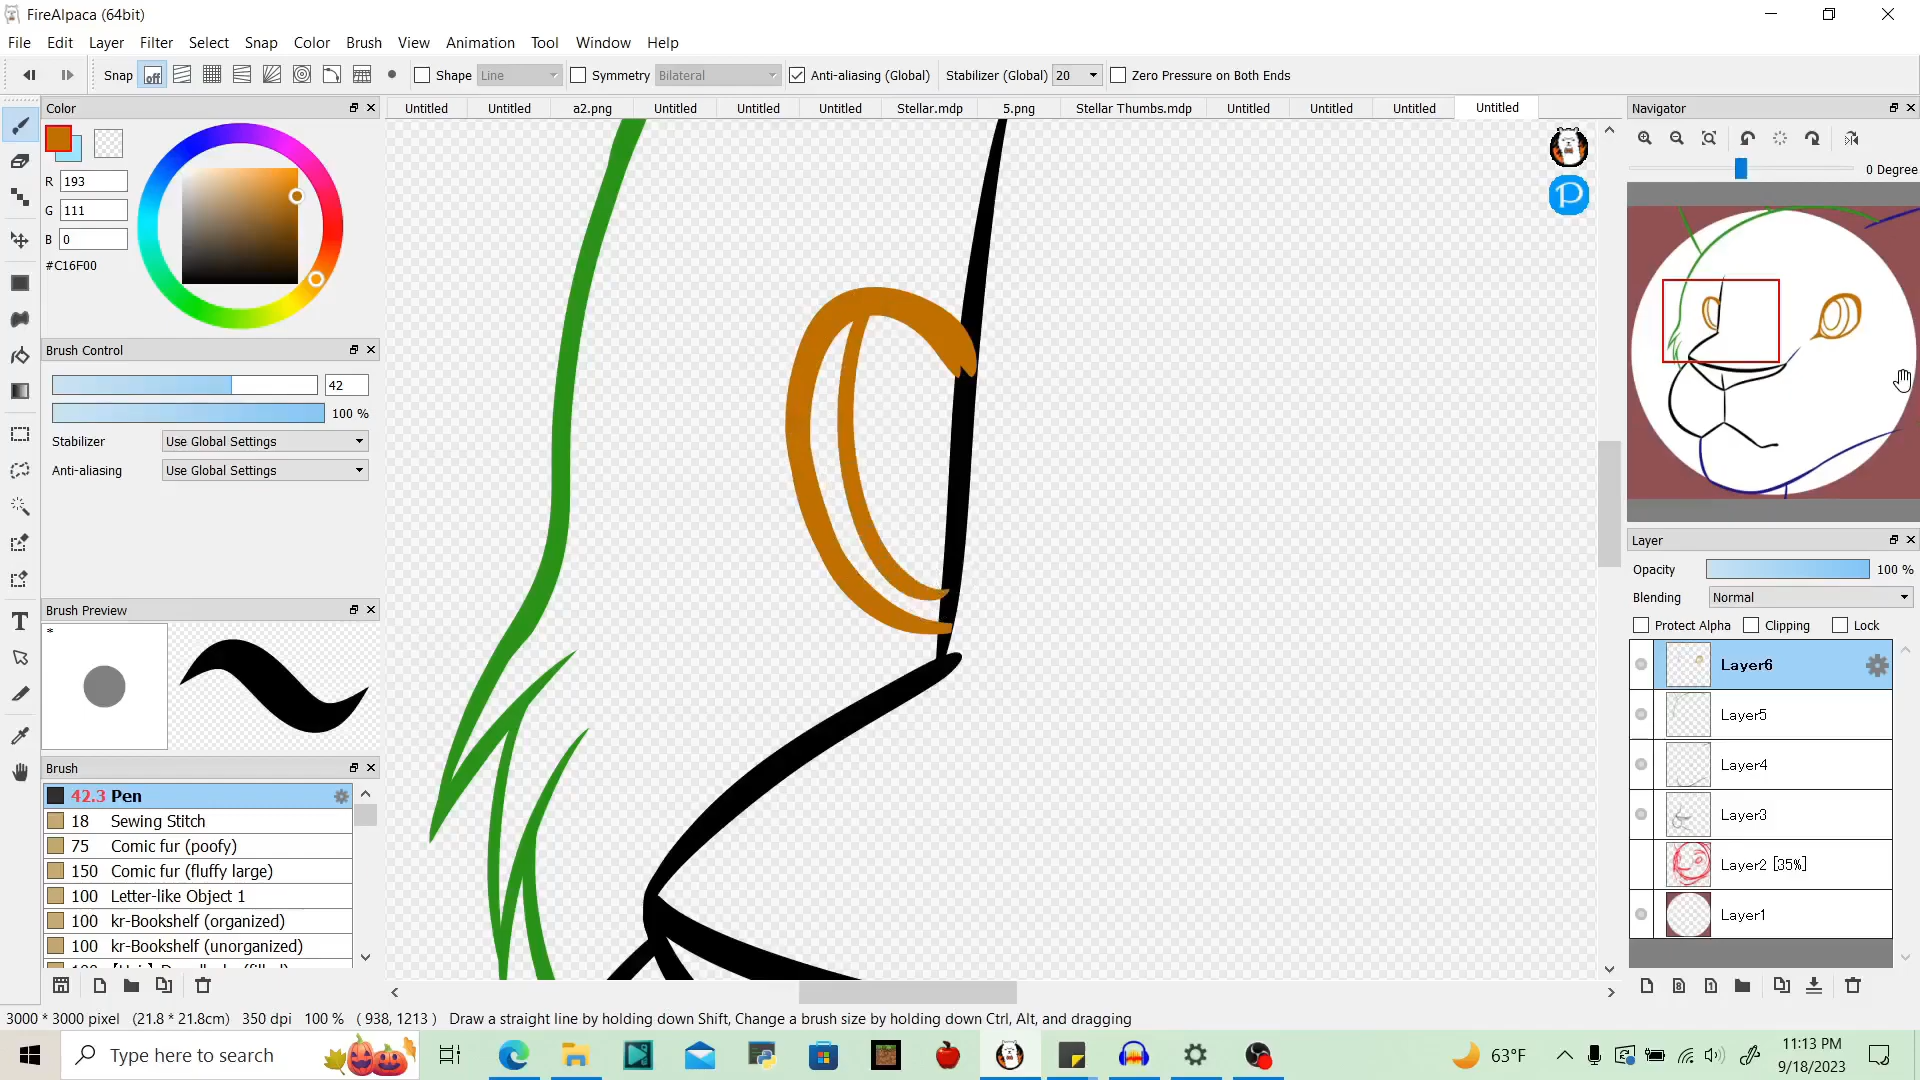 FireAlpaca (64bit)
File Edit Layer Filter Select Snap Color Brush View Animation Tool Window Help
Snap off Shape Line Symmetry Bilateral Anti-aliasing (Global) Stabilizer (Global) 20 Zero Pressure on Both Ends
Color
R 193
G 111
B 0
#C16F00
Brush Control
42
100 %
Stabilizer Use Global Settings
Anti-aliasing Use Global Settings
Brush Preview
*
Brush
42.3 Pen
18 Sewing Stitch
75 Comic fur (poofy)
150 Comic fur (fluffy large)
100 Letter-like Object 1
100 kr-Bookshelf (organized)
100 kr-Bookshelf (unorganized)
Untitled Untitled a2.png Untitled Untitled Untitled Stellar.mdp 5.png Stellar Thumbs.mdp Untitled Untitled Untitled Untitled
P
Navigator
0 Degree
Layer
Opacity 100 %
Blending Normal
Protect Alpha Clipping Lock
Layer6
Layer5
Layer4
Layer3
Layer2 [35%]
Layer1
3000 * 3000 pixel (21.8 * 21.8cm) 350 dpi 100 % ( 938, 1213 ) Draw a straight line by holding down Shift, Change a brush size by holding down Ctrl, Alt, and dragging
Type here to search
63°F
11:13 PM
9/18/2023